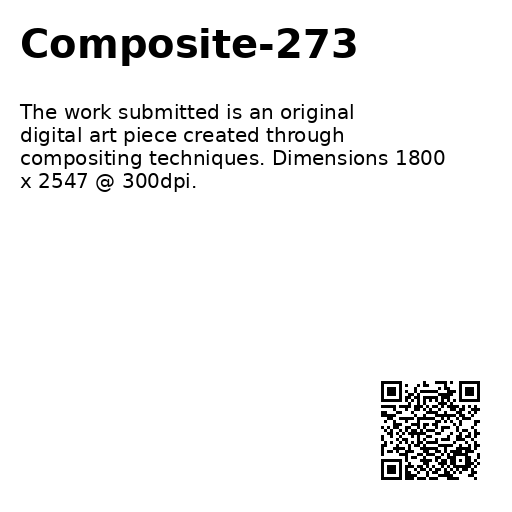 Composite-273
The work submitted is an original
digital art piece created through
compositing techniques. Dimensions 1800
x 2547 @ 300dpi.